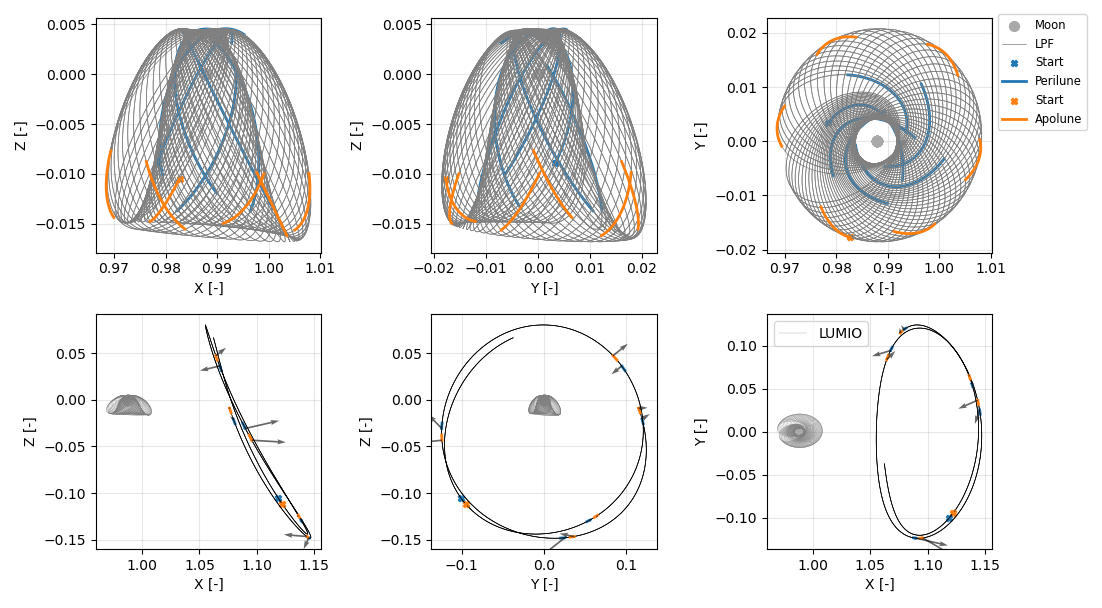 0.005
0.000
−0.005
−0.010
−0.015
Z [-]
0.97 0.98 0.99 1.00 1.01
X [-]
0.005
0.000
−0.005
−0.010
−0.015
Z [-]
−0.02 −0.01 0.00 0.01 0.02
Y [-]
0.02
0.01
0.00
−0.01
−0.02
Y [-]
0.97 0.98 0.99 1.00 1.01
X [-]
Moon
LPF
Start
Perilune
Start
Apolune
0.05
0.00
−0.05
−0.10
−0.15
Z [-]
1.00 1.05 1.10 1.15
X [-]
0.05
0.00
−0.05
−0.10
−0.15
Z [-]
−0.1 0.0 0.1
Y [-]
LUMIO
0.10
0.05
0.00
−0.05
−0.10
Y [-]
1.00 1.05 1.10 1.15
X [-]